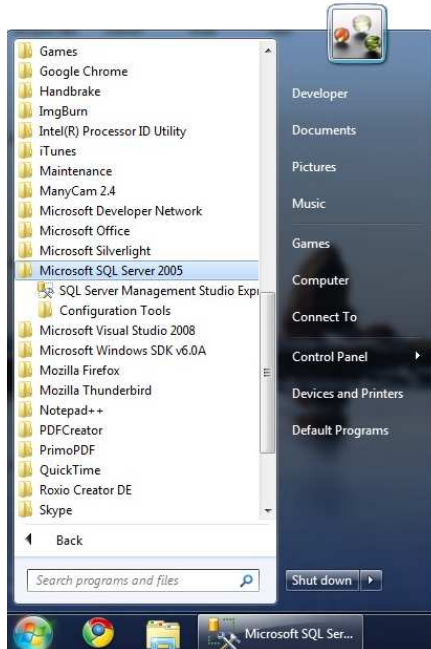 Games
Google Chrome
Handbrake
ImgBurn
Intel(R) Processor ID Utility
iTunes
Maintenance
ManyCam 2.4
Microsoft Developer Network
Microsoft Office
Microsoft Silverlight
Microsoft SQL Server 2005
SQL Server Management Studio Expr
Configuration Tools
Microsoft Visual Studio 2008
Microsoft Windows SDK v6.0A
Mozilla Firefox
Mozilla Thunderbird
Notepad++
PDFCreator
PrimoPDF
QuickTime
Roxio Creator DE
Skype
Back
Search programs and files
Developer
Documents
Pictures
Music
Games
Computer
Connect To
Control Panel
Devices and Printers
Default Programs
Shut down
Microsoft SQL Ser...